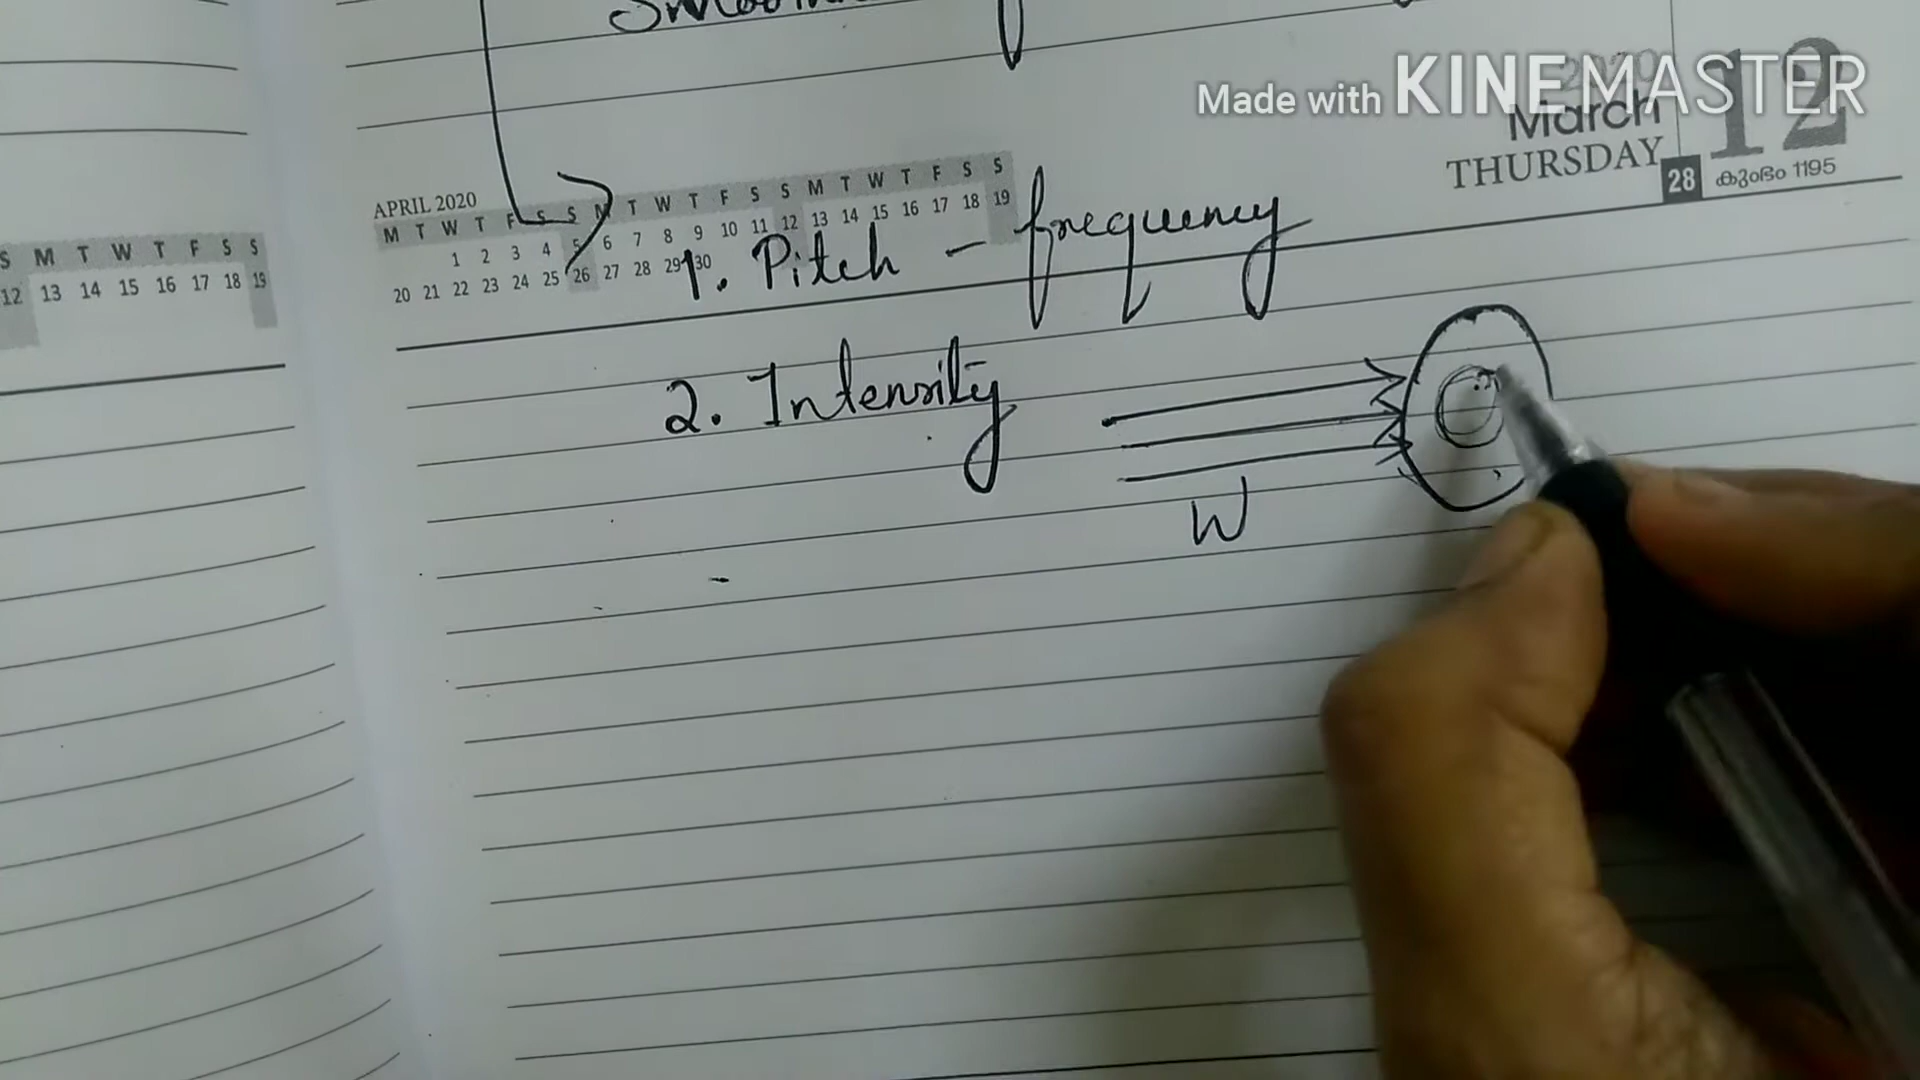 Made with KINEMASTER
2020
March 12
THURSDAY
28 കുംഭം 1195
APRIL 2020
M T W T F S S M T W T F S S M T W T F S S
1 2 3 4 5 6 7 8 9 10 11 12 13 14 15 16 17 18 19
20 21 22 23 24 25 26 27 28 29 30
S M T W T F S S
12 13 14 15 16 17 18 19
1. Pitch – frequency
2. Intensity
W